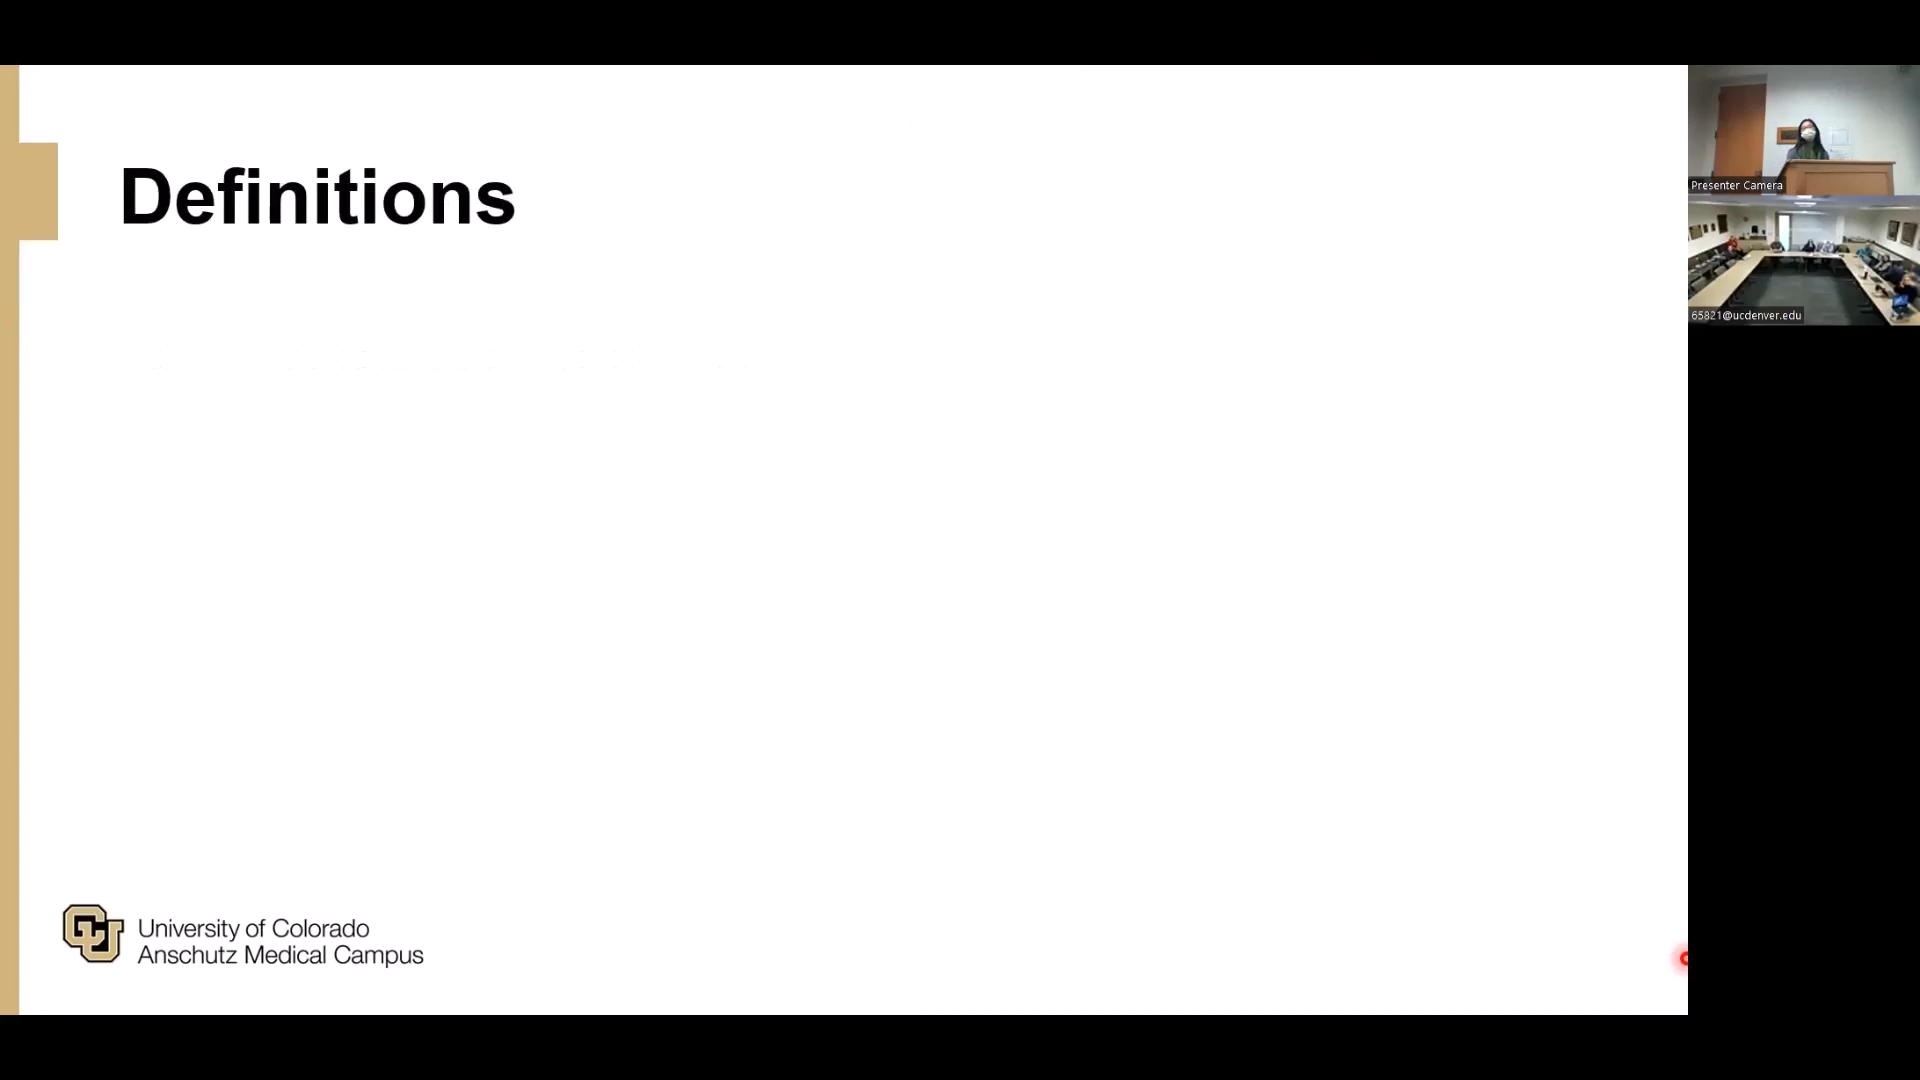 Definitions
University of Colorado
Anschutz Medical Campus
Presenter Camera
65821@ucdenver.edu